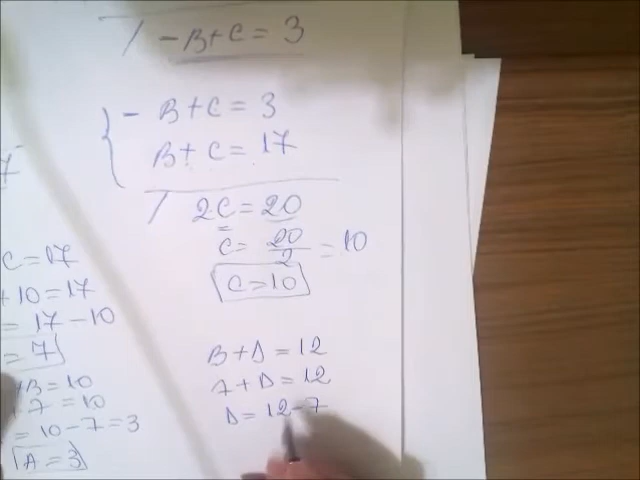 / -B+C= 3
- B+C = 3
B+ C = 17
/ 2C = 20
C = 20/2 = 10
C=10
7
C=17
+10=17
= 17-10
= 7
+B=10
7 = 10
= 10-7=3
A=3
B+D=12
7+D=12
D=12-7